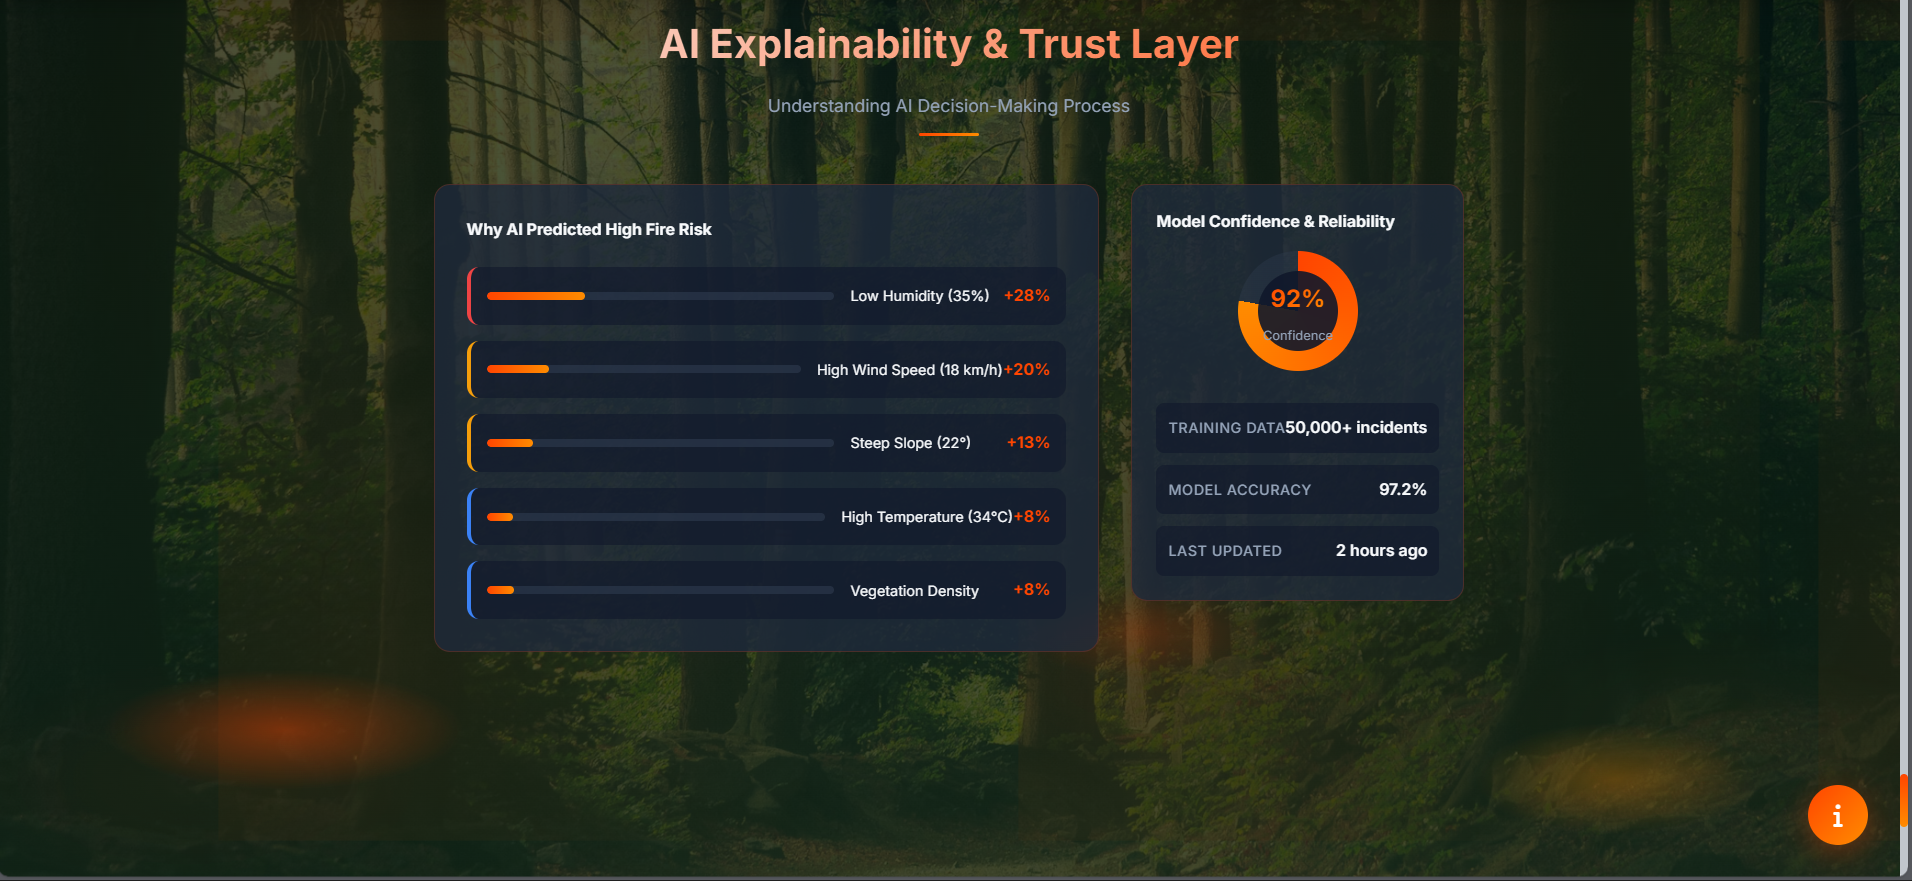 AI Explainability & Trust Layer
Understanding AI Decision-Making Process
Why AI Predicted High Fire Risk
Low Humidity (35%) +28%
High Wind Speed (18 km/h) +20%
Steep Slope (22°) +13%
High Temperature (34°C) +8%
Vegetation Density +8%
Model Confidence & Reliability
92%
Confidence
TRAINING DATA 50,000+ incidents
MODEL ACCURACY 97.2%
LAST UPDATED 2 hours ago
i